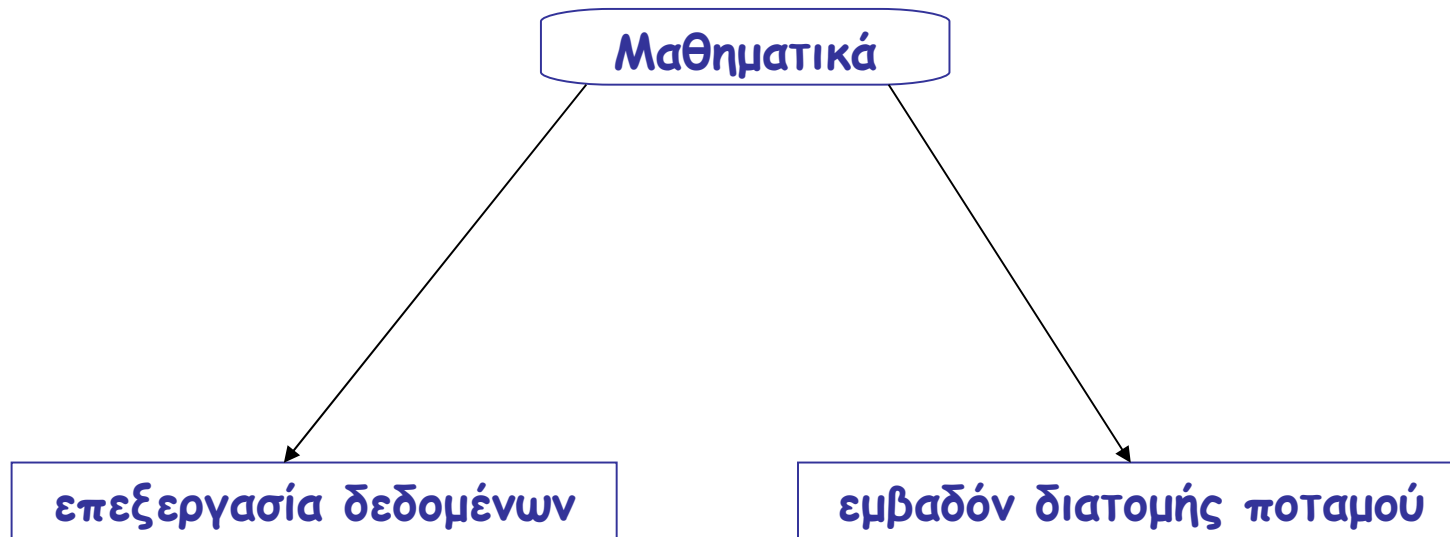 Μαθηματικά
επεξεργασία δεδομένων
εμβαδόν διατομής ποταμού